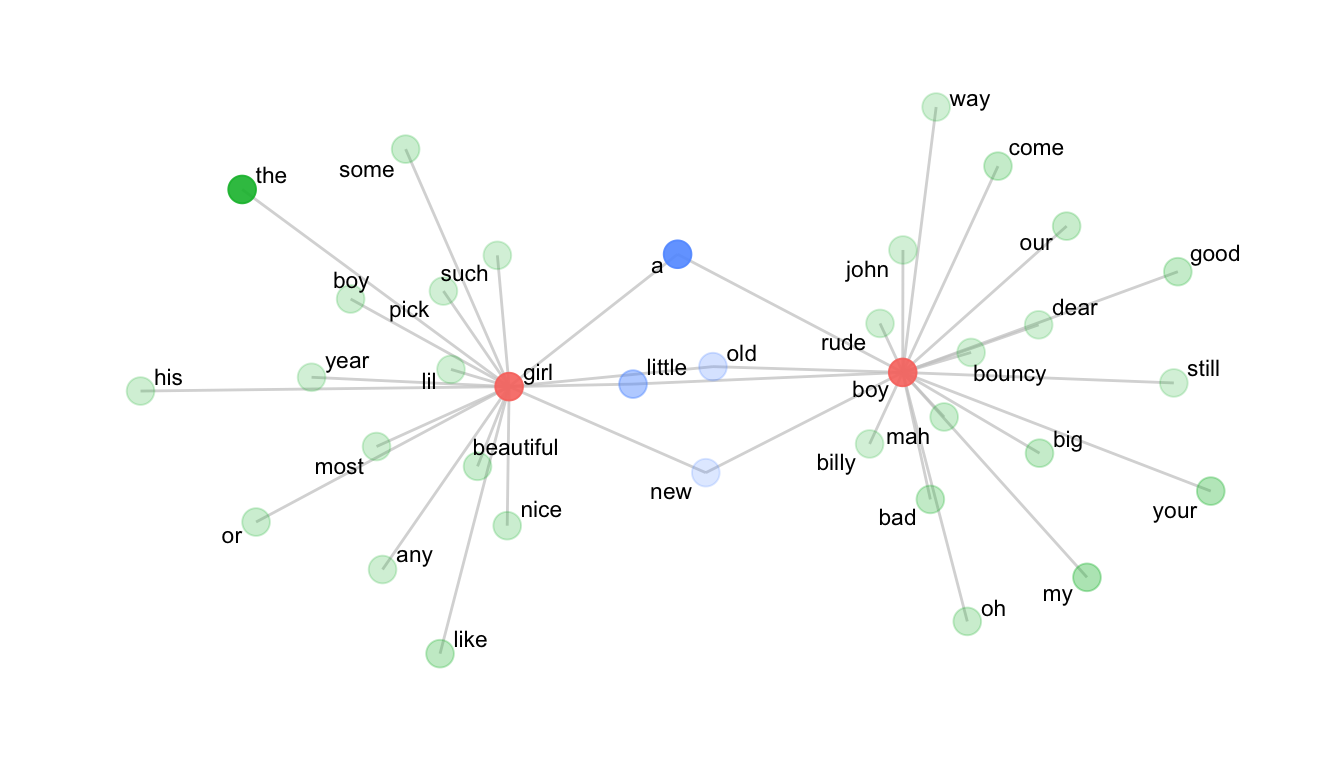 way
come
some
the
our
john
good
such
a
boy
pick
dear
rude
old
year
little
still
his
lil
girl
bouncy
boy
mah
big
beautiful
most
billy
new
nice
your
bad
or
any
my
oh
like